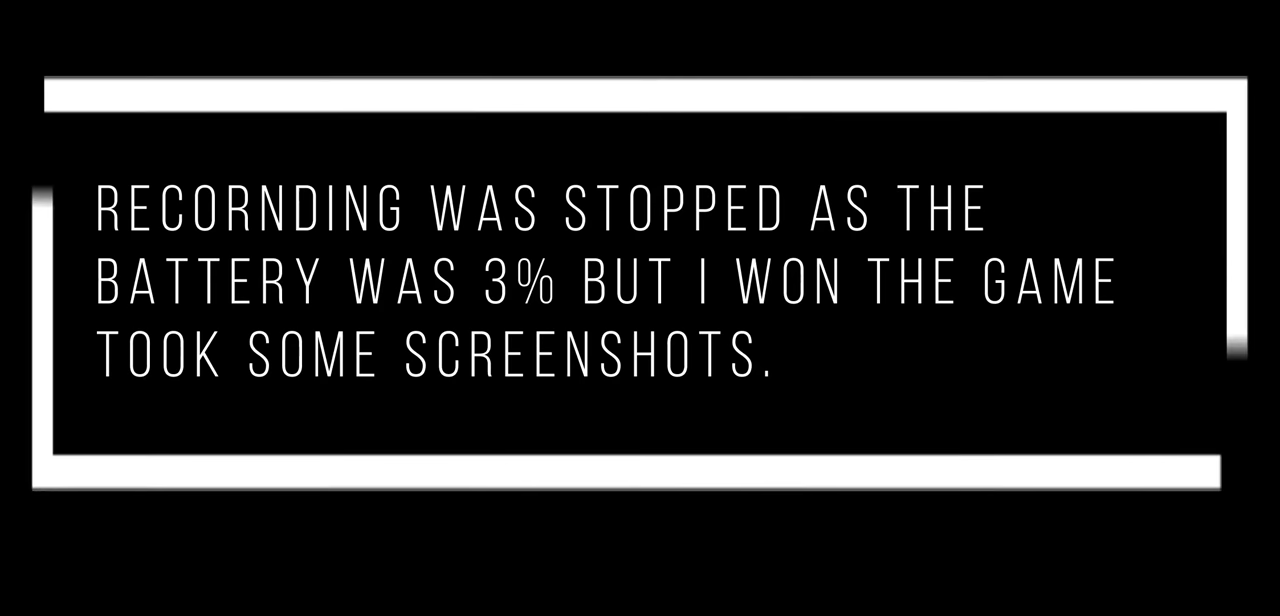 RECORNDING WAS STOPPED AS THE
BATTERY WAS 3% BUT I WON THE GAME
TOOK SOME SCREENSHOTS.